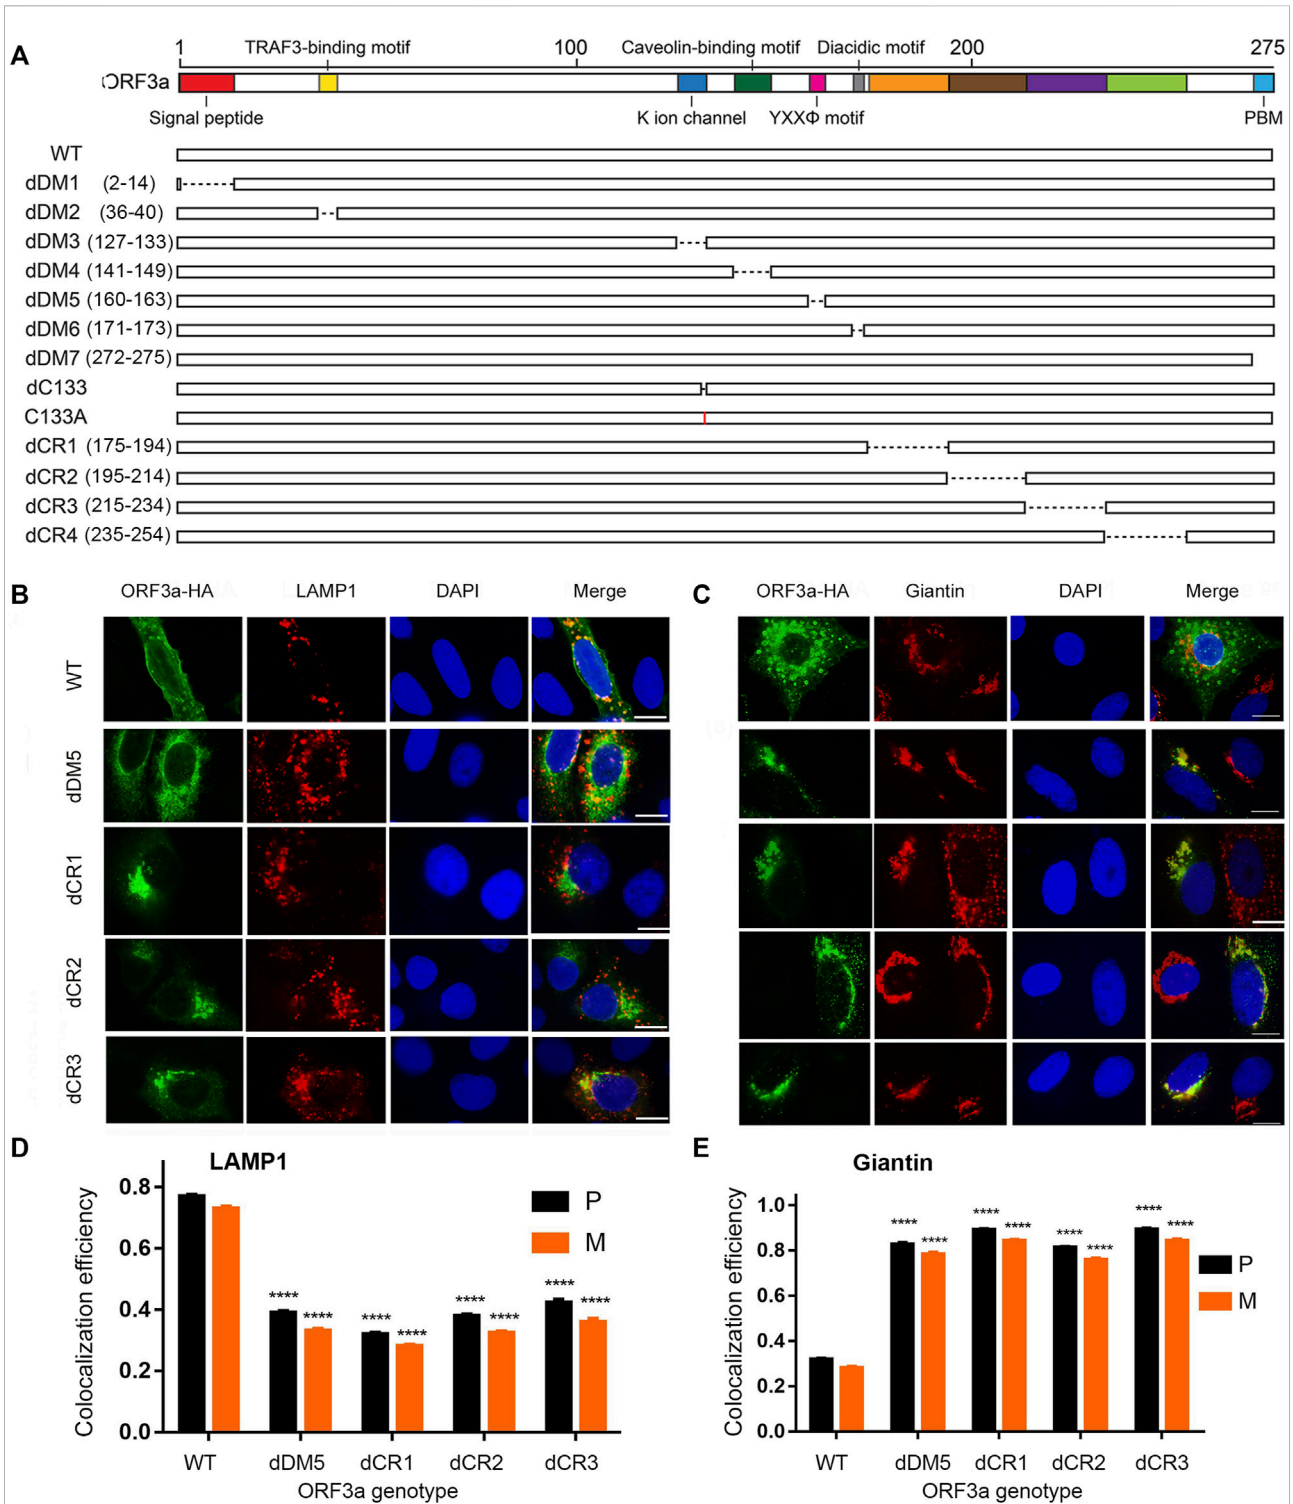 A
1 100 200 275
TRAF3-binding motif Caveolin-binding motif Diacidic motif
ORF3a
Signal peptide K ion channel YXXΦ motif PBM
WT
dDM1 (2-14)
dDM2 (36-40)
dDM3 (127-133)
dDM4 (141-149)
dDM5 (160-163)
dDM6 (171-173)
dDM7 (272-275)
dC133
C133A
dCR1 (175-194)
dCR2 (195-214)
dCR3 (215-234)
dCR4 (235-254)
B
ORF3a-HA LAMP1 DAPI Merge
WT
dDM5
dCR1
dCR2
dCR3
C
ORF3a-HA Giantin DAPI Merge
D
LAMP1
Colocalization efficiency
0.8
0.6
0.4
0.2
0.0
P
M
**** **** **** **** **** **** **** ****
WT dDM5 dCR1 dCR2 dCR3
ORF3a genotype
E
Giantin
Colocalization efficiency
1.0
0.8
0.6
0.4
0.2
0.0
P
M
**** **** **** **** **** **** **** ****
WT dDM5 dCR1 dCR2 dCR3
ORF3a genotype